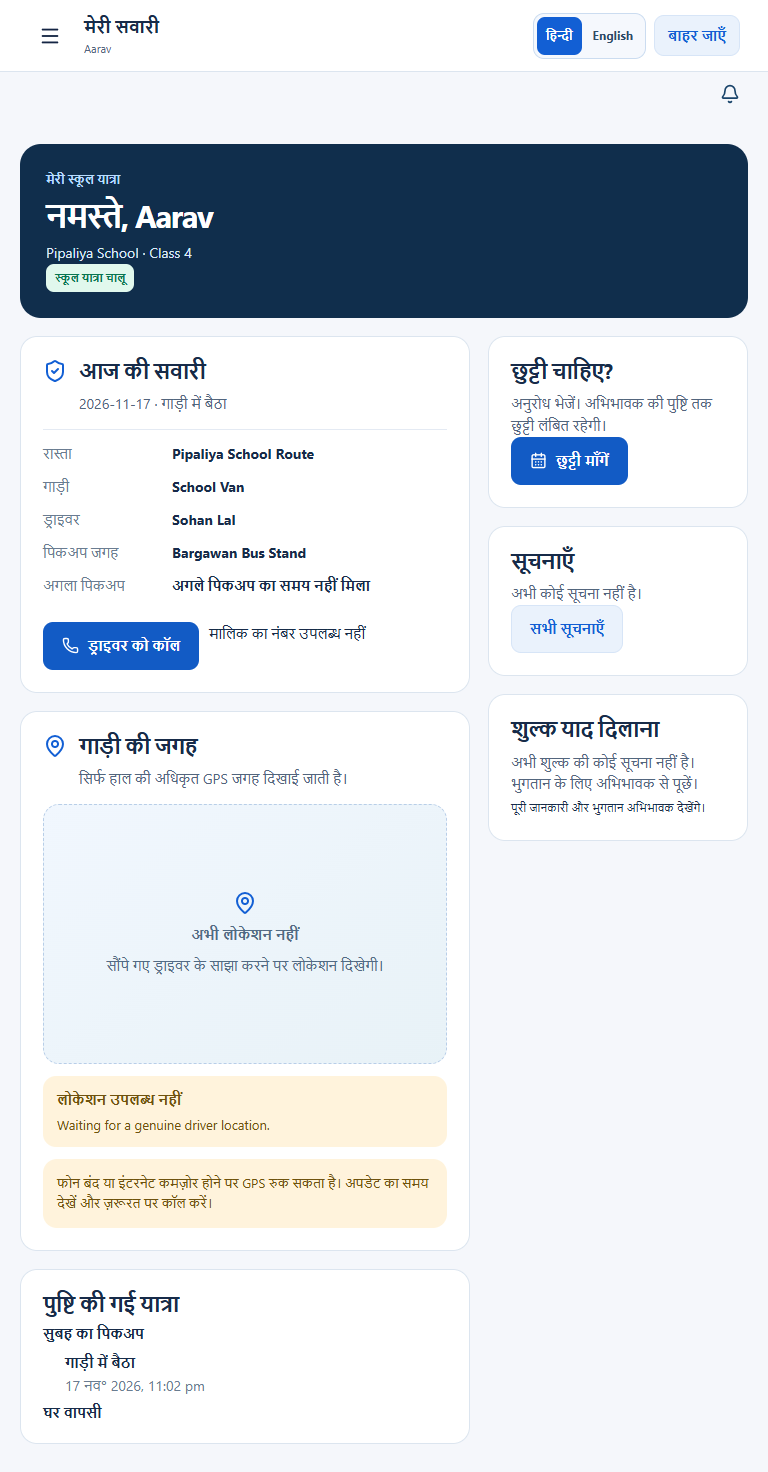 मेरी सवारी
Aarav
हिन्दी
English
बाहर जाएँ
मेरी स्कूल यात्रा
नमस्ते, Aarav
Pipaliya School · Class 4
स्कूल यात्रा चालू
आज की सवारी
2026-11-17 · गाड़ी में बैठा
रास्ता Pipaliya School Route
गाड़ी School Van
ड्राइवर Sohan Lal
पिकअप जगह Bargawan Bus Stand
अगला पिकअप अगले पिकअप का समय नहीं मिला
ड्राइवर को कॉल
मालिक का नंबर उपलब्ध नहीं
गाड़ी की जगह
सिर्फ हाल की अधिकृत GPS जगह दिखाई जाती है।
अभी लोकेशन नहीं
सौंपे गए ड्राइवर के साझा करने पर लोकेशन दिखेगी।
लोकेशन उपलब्ध नहीं
Waiting for a genuine driver location.
फोन बंद या इंटरनेट कमज़ोर होने पर GPS रुक सकता है। अपडेट का समय
देखें और ज़रूरत पर कॉल करें।
पुष्टि की गई यात्रा
सुबह का पिकअप
गाड़ी में बैठा
17 नव॰ 2026, 11:02 pm
घर वापसी
छुट्टी चाहिए?
अनुरोध भेजें। अभिभावक की पुष्टि तक
छुट्टी लंबित रहेगी।
छुट्टी माँगें
सूचनाएँ
अभी कोई सूचना नहीं है।
सभी सूचनाएँ
शुल्क याद दिलाना
अभी शुल्क की कोई सूचना नहीं है।
भुगतान के लिए अभिभावक से पूछें।
पूरी जानकारी और भुगतान अभिभावक देखेंगे।